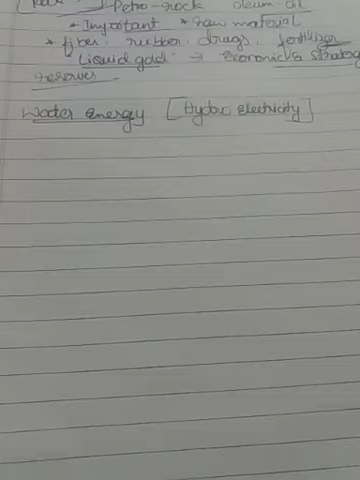 Petro-rock oleum-oil
* Important * raw material
* fiber, rubber, drugs, fertilizer
Liquid gold → Economic & strateg
reserves
Water energy [Hydro electricity]